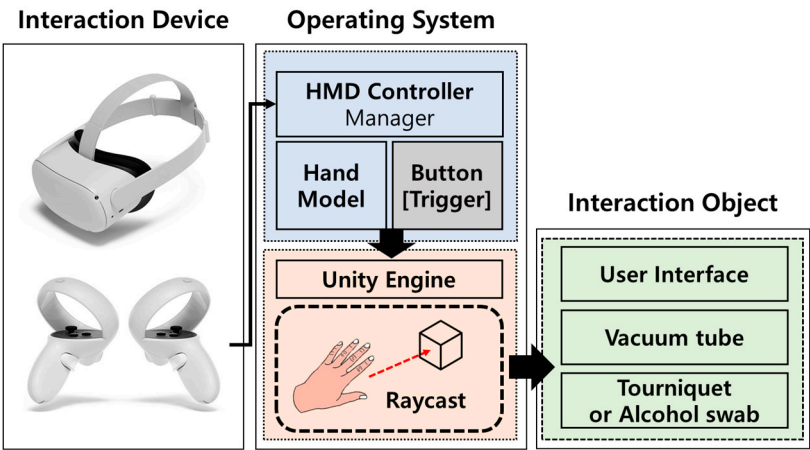 Interaction Device
Operating System
HMD Controller
Manager
Hand
Model
Button
[Trigger]
Unity Engine
Raycast
Interaction Object
User Interface
Vacuum tube
Tourniquet
or Alcohol swab